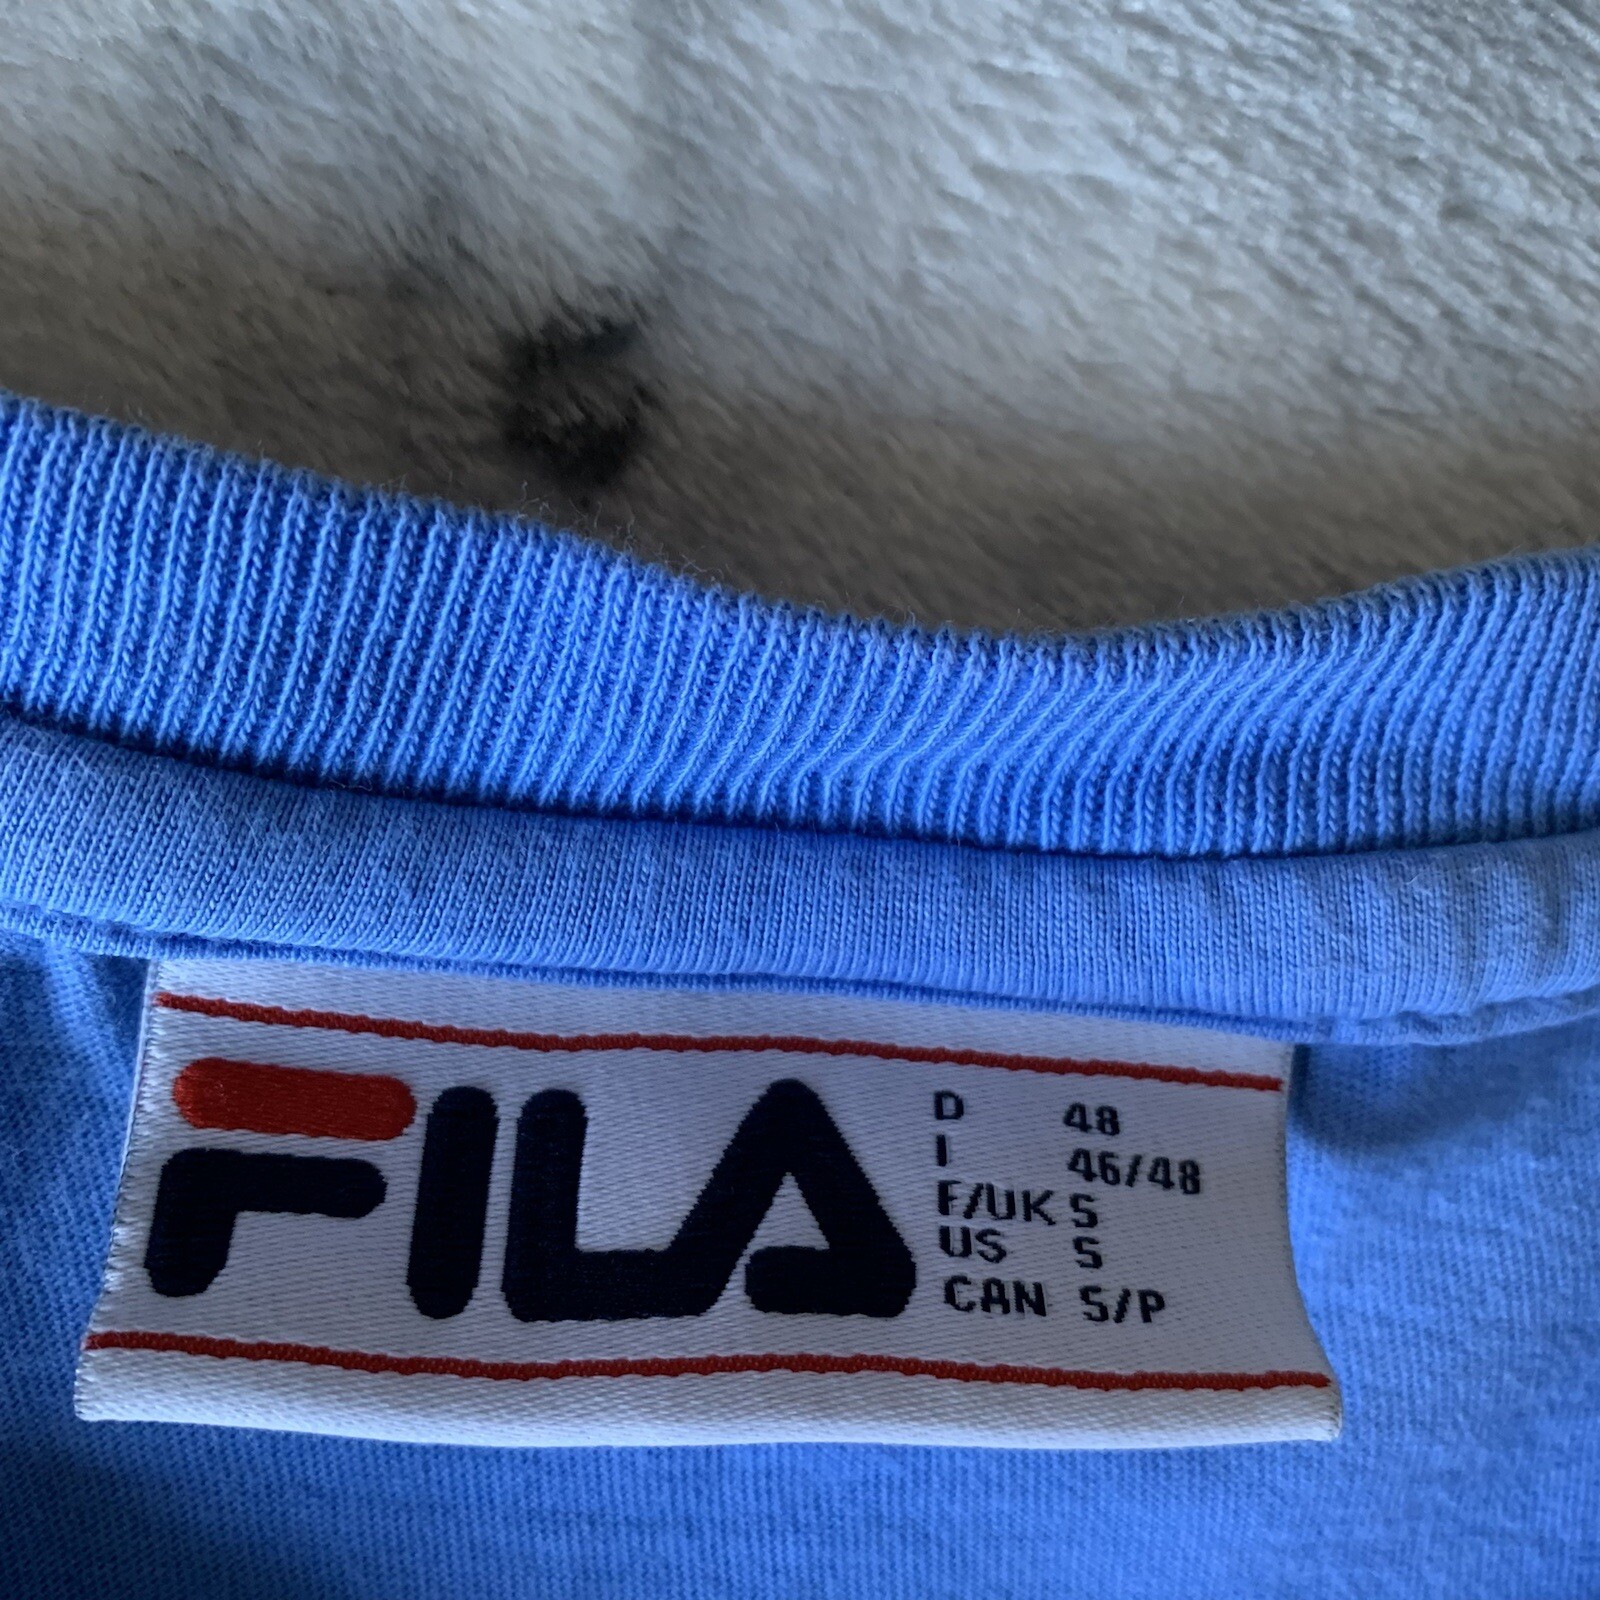 FILA
D 48
I 46/48
F/UK S
US S
CAN S/P